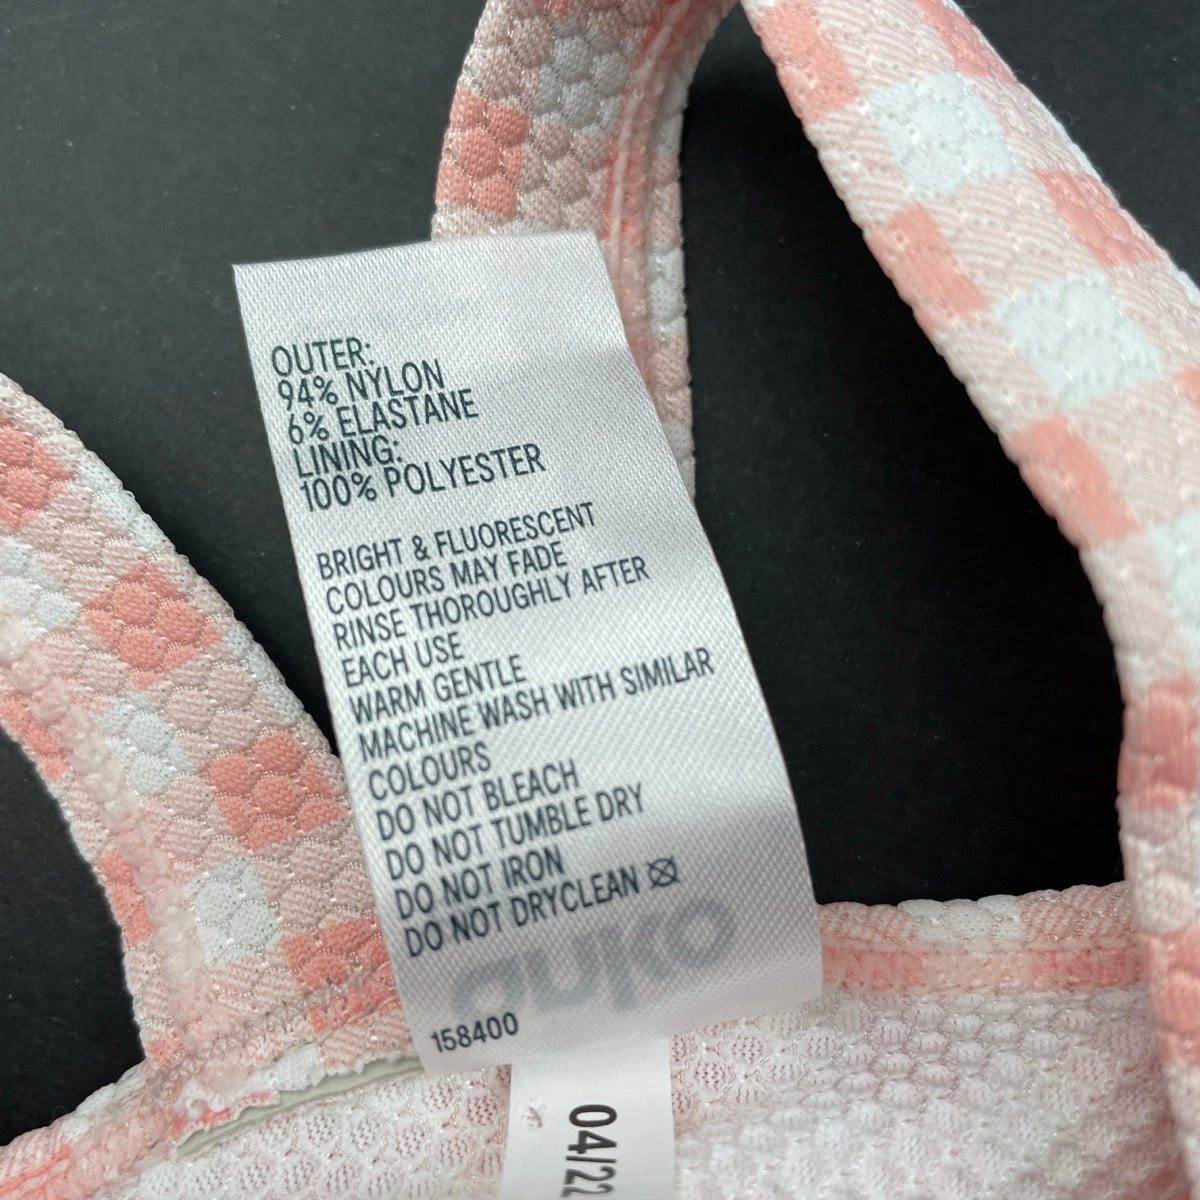 OUTER:
94% NYLON
6% ELASTANE
LINING:
100% POLYESTER
BRIGHT & FLUORESCENT
COLOURS MAY FADE
RINSE THOROUGHLY AFTER
EACH USE
WARM GENTLE
MACHINE WASH WITH SIMILAR
COLOURS
DO NOT BLEACH
DO NOT TUMBLE DRY
DO NOT IRON
DO NOT DRYCLEAN
158400
04/22